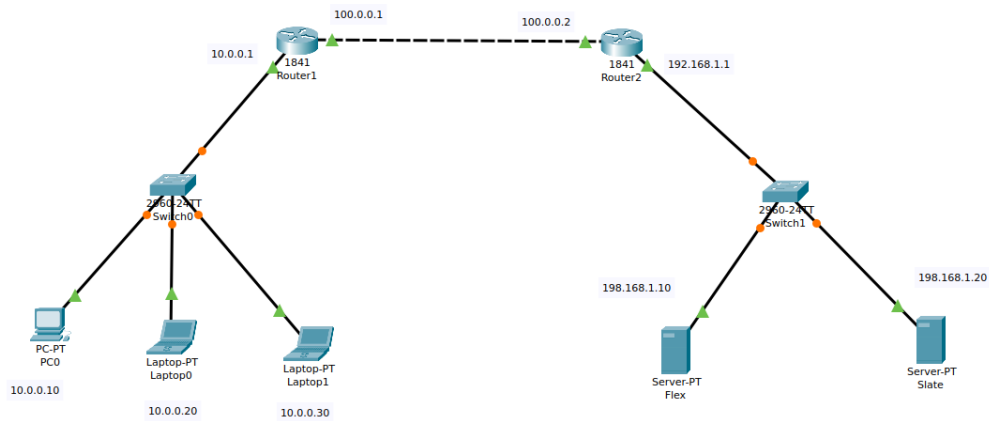 100.0.0.1
100.0.0.2
10.0.0.1
1841
Router1
1841
Router2
192.168.1.1
2960-24TT
Switch0
2960-24TT
Switch1
198.168.1.10
198.168.1.20
PC-PT
PC0
Laptop-PT
Laptop0
Laptop-PT
Laptop1
Server-PT
Flex
Server-PT
Slate
10.0.0.10
10.0.0.20
10.0.0.30